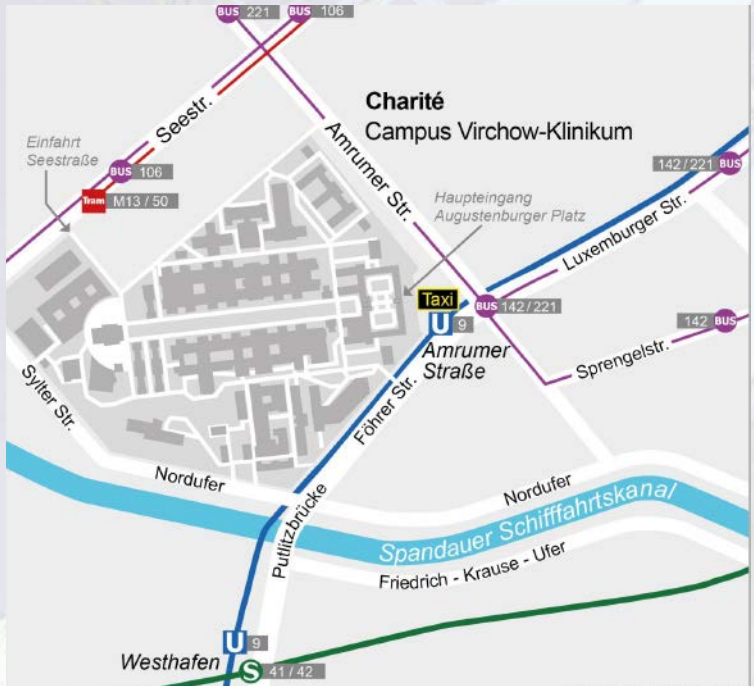 BUS 221
BUS 106
Charité
Campus Virchow-Klinikum
Seestr.
Amrumer Str.
Einfahrt
Seestraße
BUS 106
Tram M13 / 50
142 / 221 BUS
Haupteingang
Augustenburger Platz
Luxemburger Str.
Taxi
BUS 142 / 221
U 9
142 BUS
Amrumer
Straße
Sprengelstr.
Sylter Str.
Föhrer Str.
Nordufer
Nordufer
Spandauer Schifffahrtskanal
Putlitzbrücke
Friedrich - Krause - Ufer
U 9
Westhafen
S 41 / 42